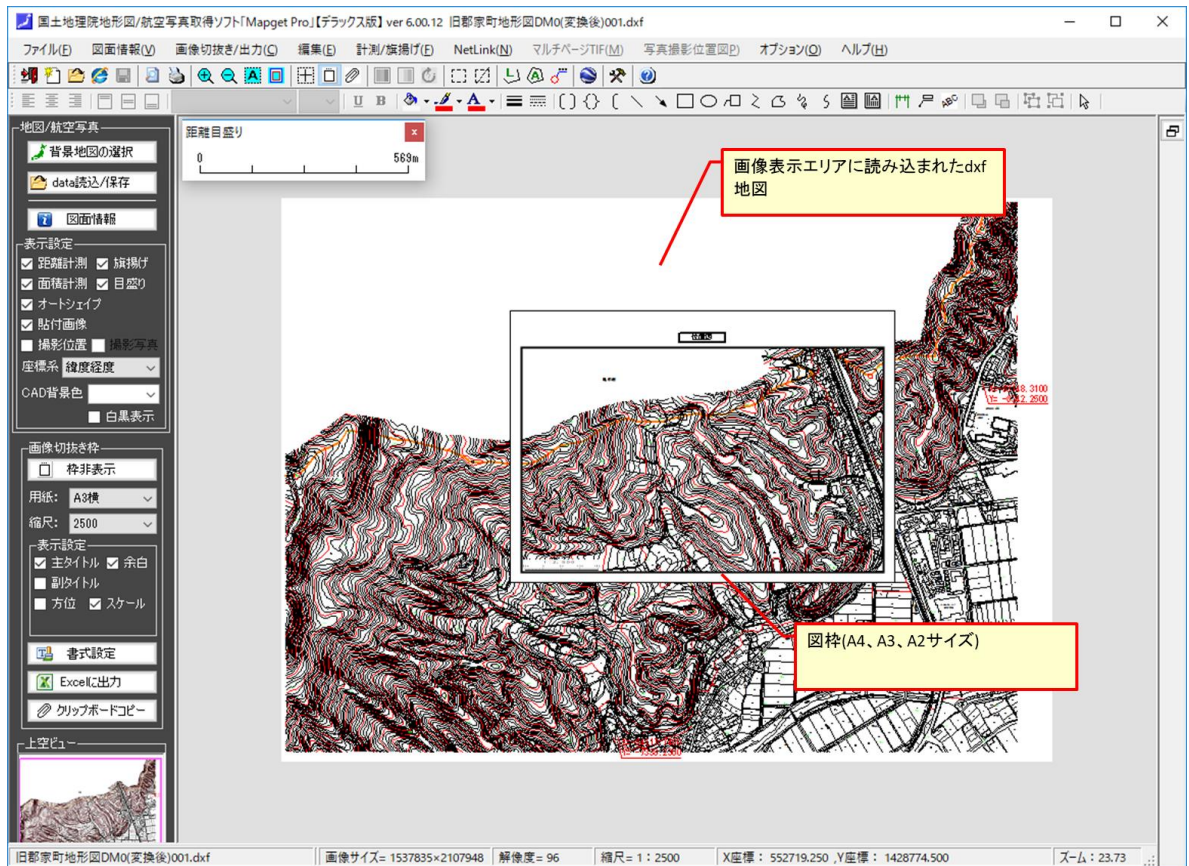 国土地理院地形図/航空写真取得ソフト「Mapget Pro」【デラックス版】 ver 6.00.12 旧郡家町地形図DM0(変換後)001.dxf
ファイル(F) 図面情報(V) 画像切抜き/出力(C) 編集(E) 計測/旗揚げ(E) NetLink(N) マルチページTIF(M) 写真撮影位置図P) オプション(O) ヘルプ(H)
U B
地図/航空写真
背景地図の選択
data読込/保存
図面情報
表示設定
距離計測 旗揚げ
面積計測 目盛り
オートシェイプ
貼付画像
撮影位置 撮影写真
座標系 緯度経度
CAD背景色
白黒表示
画像切抜き枠
枠非表示
用紙: A3横
縮尺: 2500
表示設定
主タイトル 余白
副タイトル
方位 スケール
書式設定
Excelに出力
クリップボードコピー
上空ビュー
距離目盛り x
0 569m
画像表示エリアに読み込まれたdxf
地図
図枠(A4、A3、A2サイズ)
旧郡家町地形図DM0(変換後)001.dxf 画像サイズ= 1537835×2107948 解像度= 96 縮尺= 1:2500 X座標: 552719.250 ,Y座標: 1428774.500 ズーム: 23.73